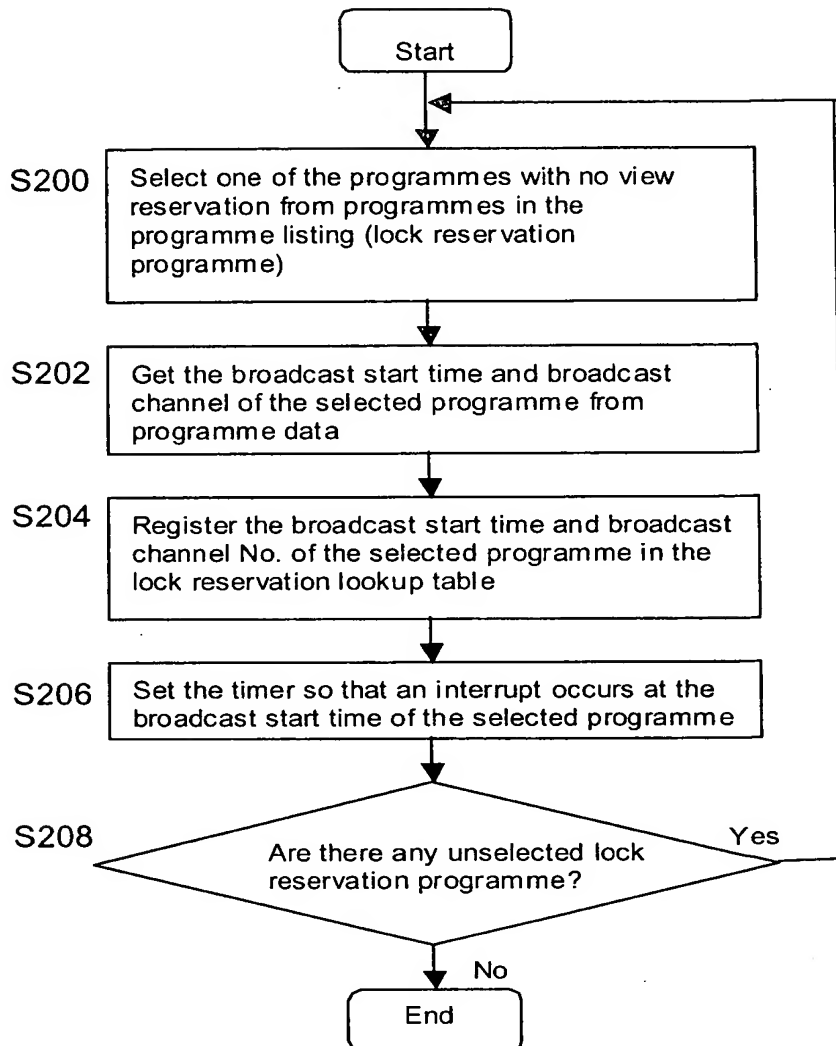 Start
S200
Select one of the programmes with no view
reservation from programmes in the
programme listing (lock reservation
programme)
S202
Get the broadcast start time and broadcast
channel of the selected programme from
programme data
S204
Register the broadcast start time and broadcast
channel No. of the selected programme in the
lock reservation lookup table
S206
Set the timer so that an interrupt occurs at the
broadcast start time of the selected programme
S208
Are there any unselected lock
reservation programme?
Yes
No
End